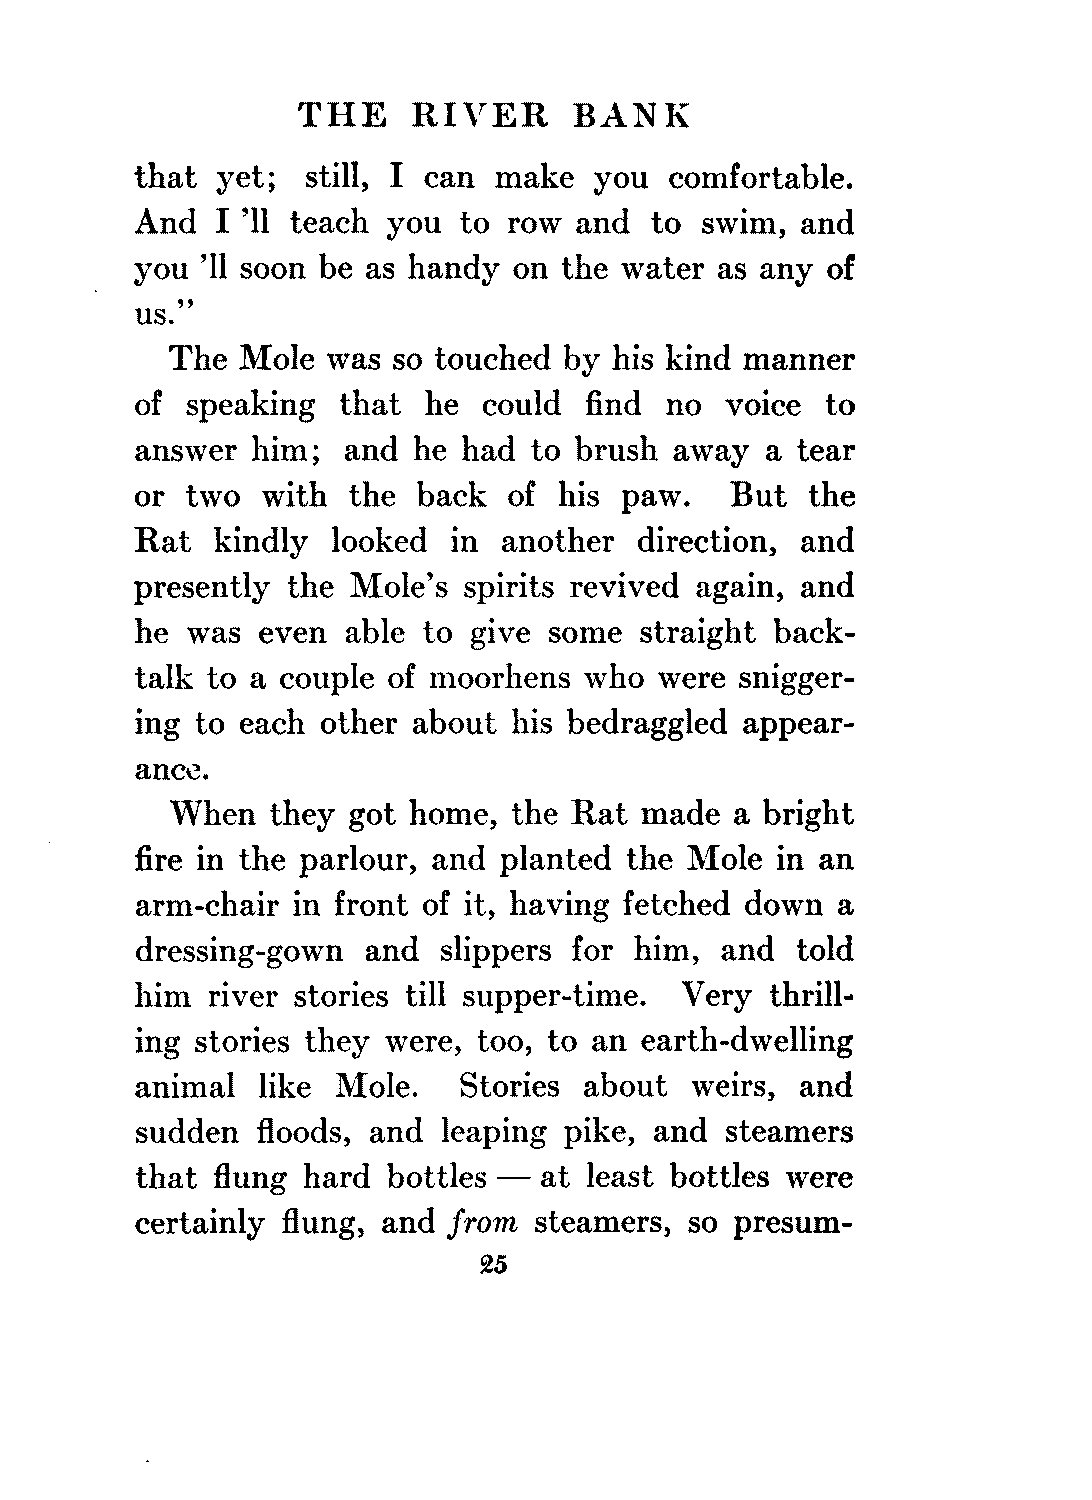 THE RIVER BANK
that yet; still, I can make you comfortable.
And I 'll teach you to row and to swim, and
you 'll soon be as handy on the water as any of
us."
The Mole was so touched by his kind manner
of speaking that he could find no voice to
answer him; and he had to brush away a tear
or two with the back of his paw. But the
Rat kindly looked in another direction, and
presently the Mole's spirits revived again, and
he was even able to give some straight back-
talk to a couple of moorhens who were snigger-
ing to each other about his bedraggled appear-
ance.
When they got home, the Rat made a bright
fire in the parlour, and planted the Mole in an
arm-chair in front of it, having fetched down a
dressing-gown and slippers for him, and told
him river stories till supper-time. Very thrill-
ing stories they were, too, to an earth-dwelling
animal like Mole. Stories about weirs, and
sudden floods, and leaping pike, and steamers
that flung hard bottles — at least bottles were
certainly flung, and from steamers, so presum-
25